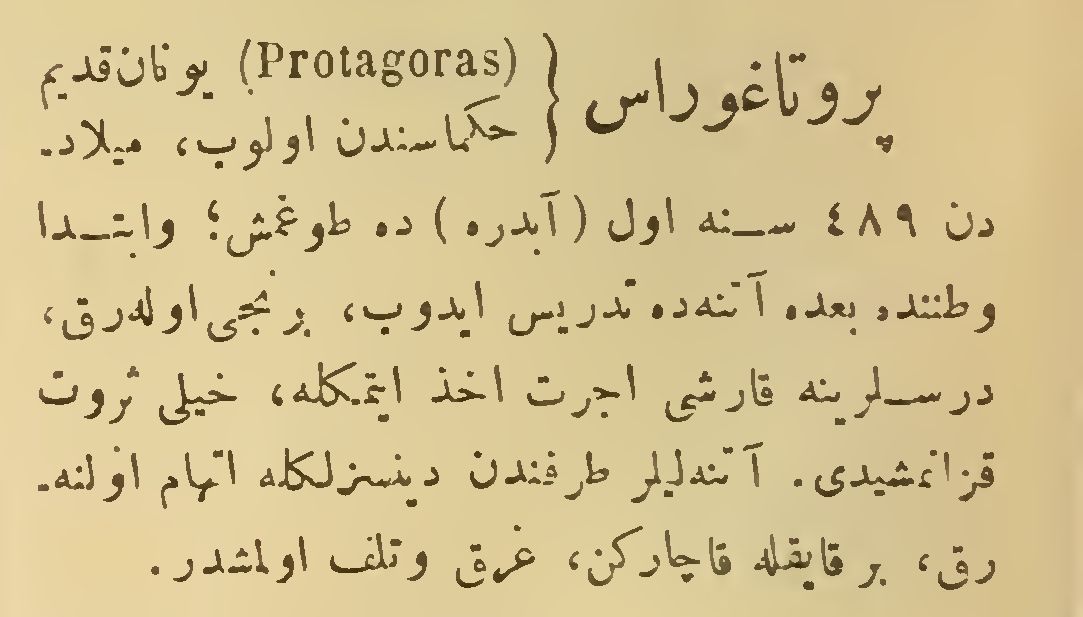 پروتاغوراس { (Protagoras) یونان قدیم
حکماسندن اولوب، میلاد-
دن ٤٨٩ سنه اول (آبدره) ده طوغمش؛ وابتدا
وطننده بعده آتنه‌ده تدریس ایدوب، برنجی اوله‌رق،
درسلرینه قارشی اجرت اخذ ایتمکله، خیلی ثروت
قزانمشیدی. آتنه‌لیلر طرفندن دینسزلکله اتهام اولنه-
رق، بر قایقله قاچارکن، غرق وتلف اولمشدر.